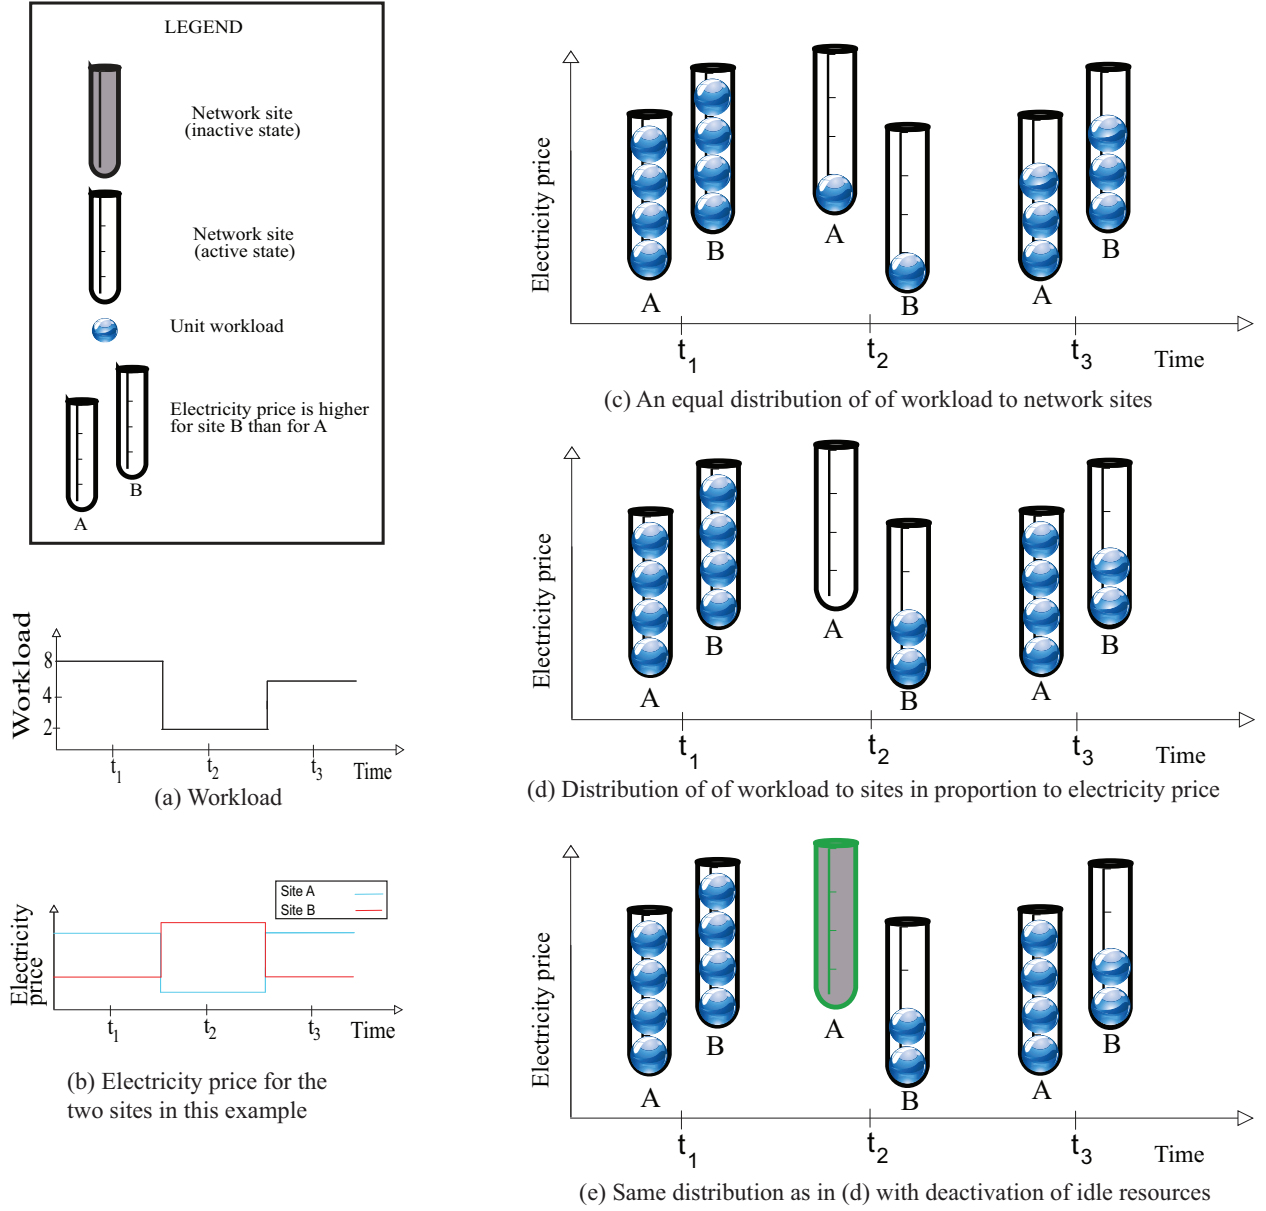 LEGEND
Network site
(inactive state)
Network site
(active state)
Unit workload
Electricity price is higher
for site B than for A
B
A
Workload
8
4
2
t1
t2
t3
Time
(a) Workload
Site A
Site B
Electricity
price
t1
t2
t3
Time
(b) Electricity price for the
two sites in this example
Electricity price
A
B
A
B
A
B
t1
t2
t3
Time
(c) An equal distribution of of workload to network sites
Electricity price
A
B
A
B
A
B
t1
t2
t3
Time
(d) Distribution of of workload to sites in proportion to electricity price
Electricity price
A
B
A
B
A
B
t1
t2
t3
Time
(e) Same distribution as in (d) with deactivation of idle resources